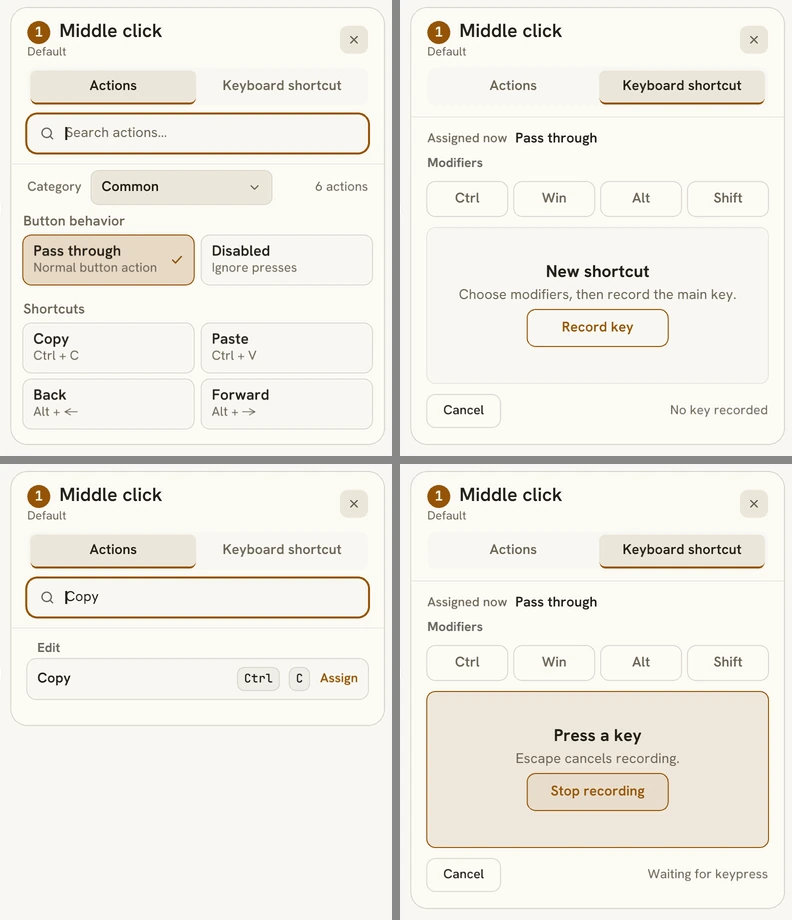 1 Middle click
Default
Actions Keyboard shortcut
Search actions...
Category Common 6 actions
Button behavior
Pass through Disabled
Normal button action Ignore presses
Shortcuts
Copy Paste
Ctrl + C Ctrl + V
Back Forward
Alt + ← Alt + →
1 Middle click
Default
Actions Keyboard shortcut
Assigned now Pass through
Modifiers
Ctrl Win Alt Shift
New shortcut
Choose modifiers, then record the main key.
Record key
Cancel No key recorded
1 Middle click
Default
Actions Keyboard shortcut
Copy
Edit
Copy Ctrl C Assign
1 Middle click
Default
Actions Keyboard shortcut
Assigned now Pass through
Modifiers
Ctrl Win Alt Shift
Press a key
Escape cancels recording.
Stop recording
Cancel Waiting for keypress